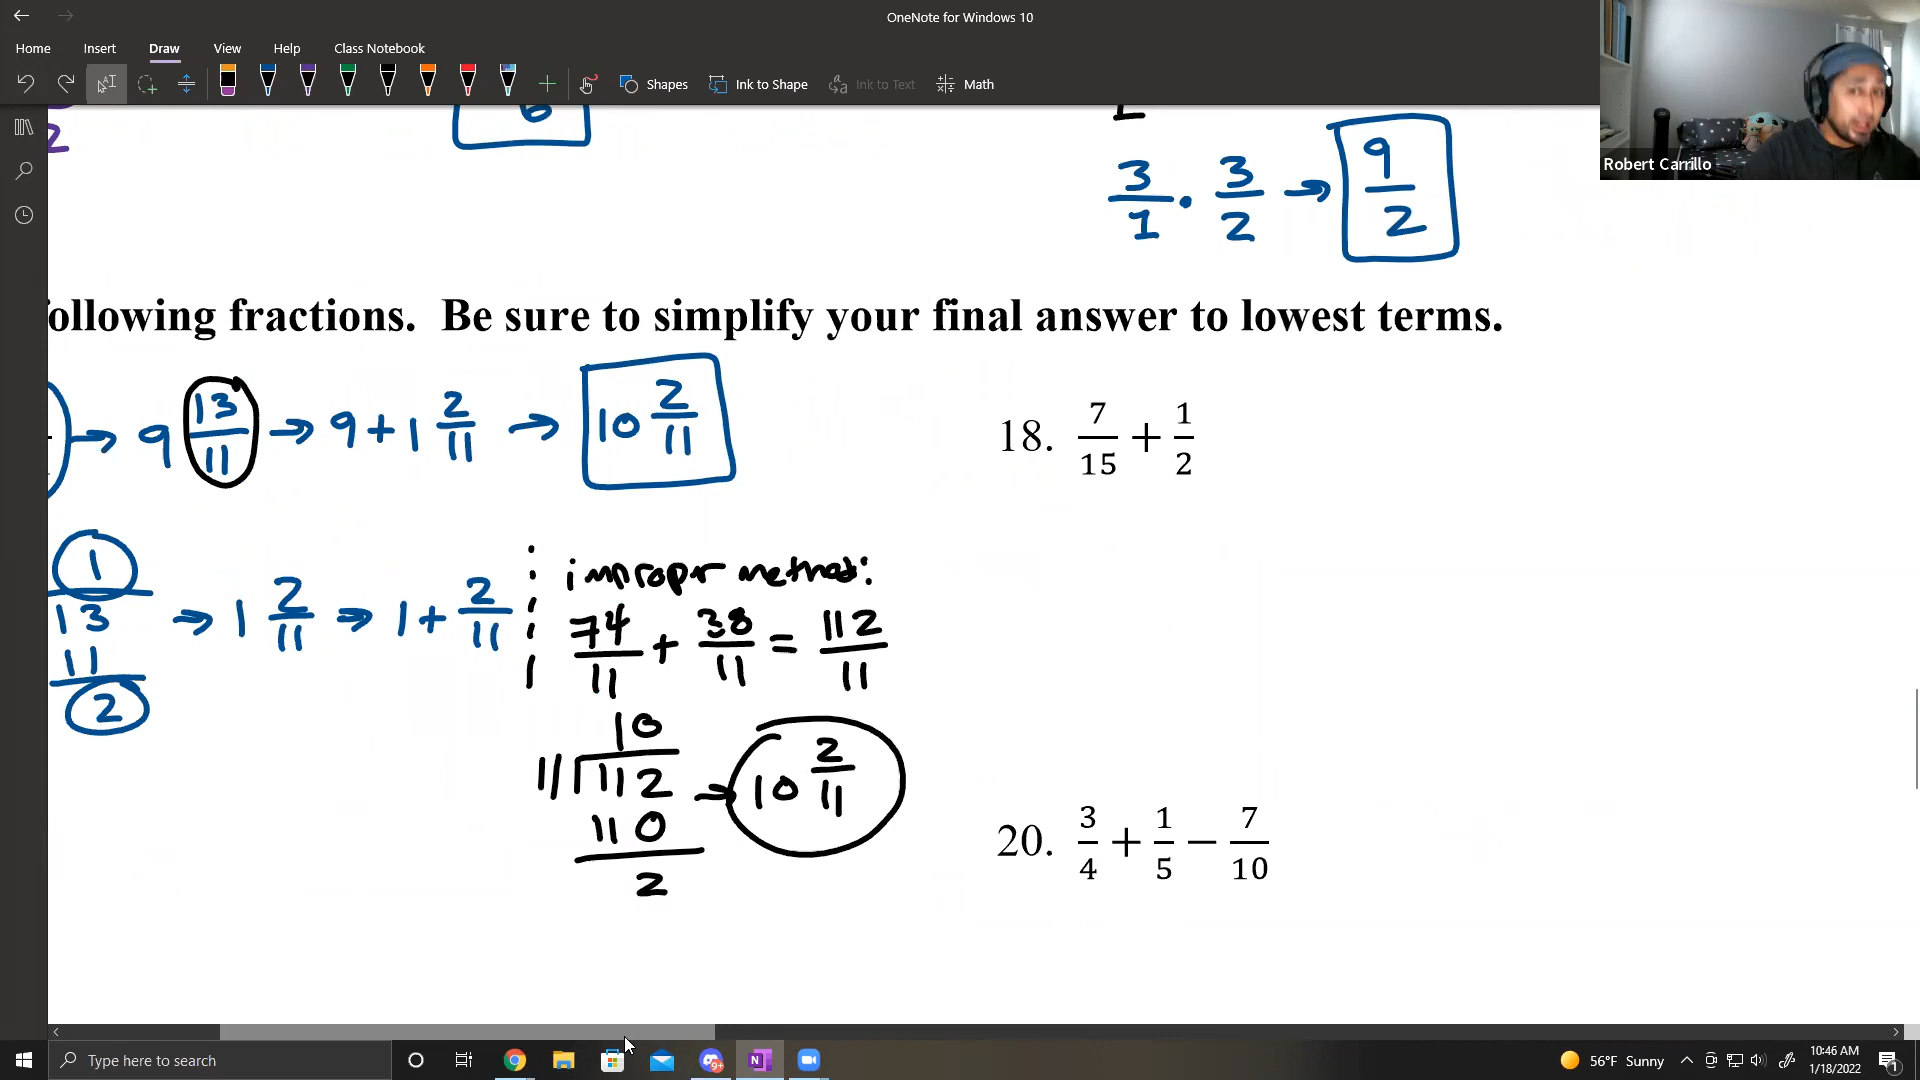 OneNote for Windows 10
Home Insert Draw View Help Class Notebook
Shapes Ink to Shape Ink to Text Math
Robert Carrillo
2
6
3/1 · 3/2 → 9/2
ollowing fractions. Be sure to simplify your final answer to lowest terms.
→ 9 13/11 → 9 + 1 2/11 → 10 2/11
18. 7/15 + 1/2
1
13 → 1 2/11 → 1 + 2/11
11
2
improper method:
74/11 + 38/11 = 112/11
10
11 112 → 10 2/11
110
2
20. 3/4 + 1/5 − 7/10
Type here to search
9+
56°F Sunny
10:46 AM
1/18/2022
1